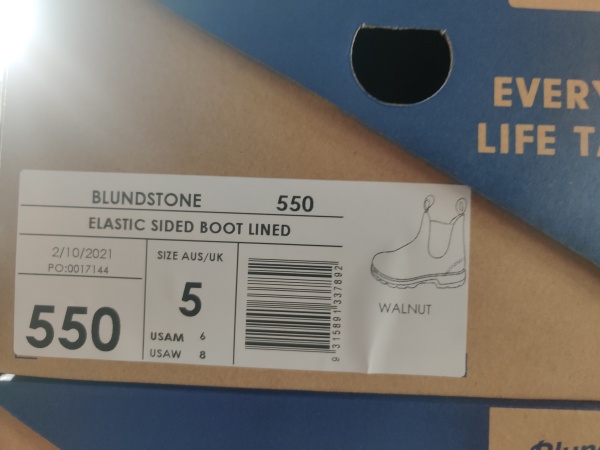 EVERY
LIFE TA
BLUNDSTONE 550
ELASTIC SIDED BOOT LINED
2/10/2021
PO:0017144
SIZE AUS/UK
5
550
USAM 6
USAW 8
9 315891 337892
WALNUT